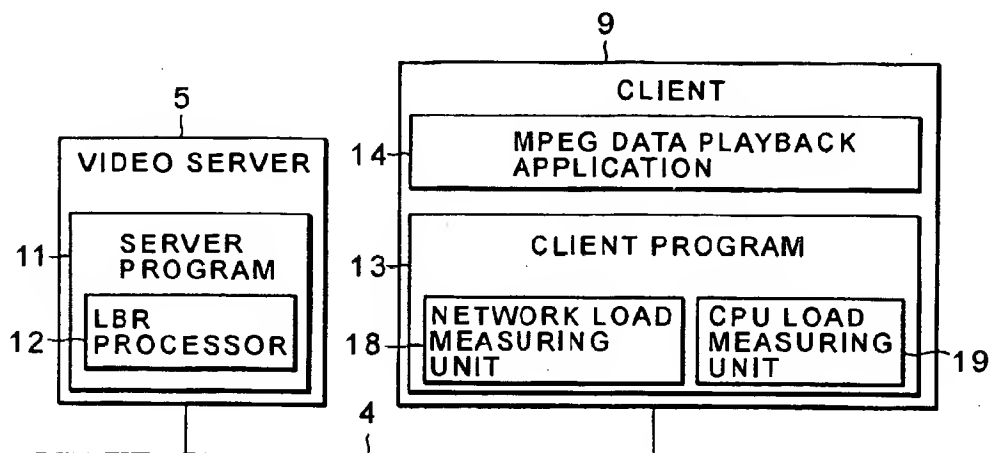 9
CLIENT
5
VIDEO SERVER
14
MPEG DATA PLAYBACK
APPLICATION
11
SERVER
PROGRAM
13
CLIENT PROGRAM
12
LBR
PROCESSOR
18
NETWORK LOAD
MEASURING
UNIT
CPU LOAD
MEASURING
UNIT
19
4